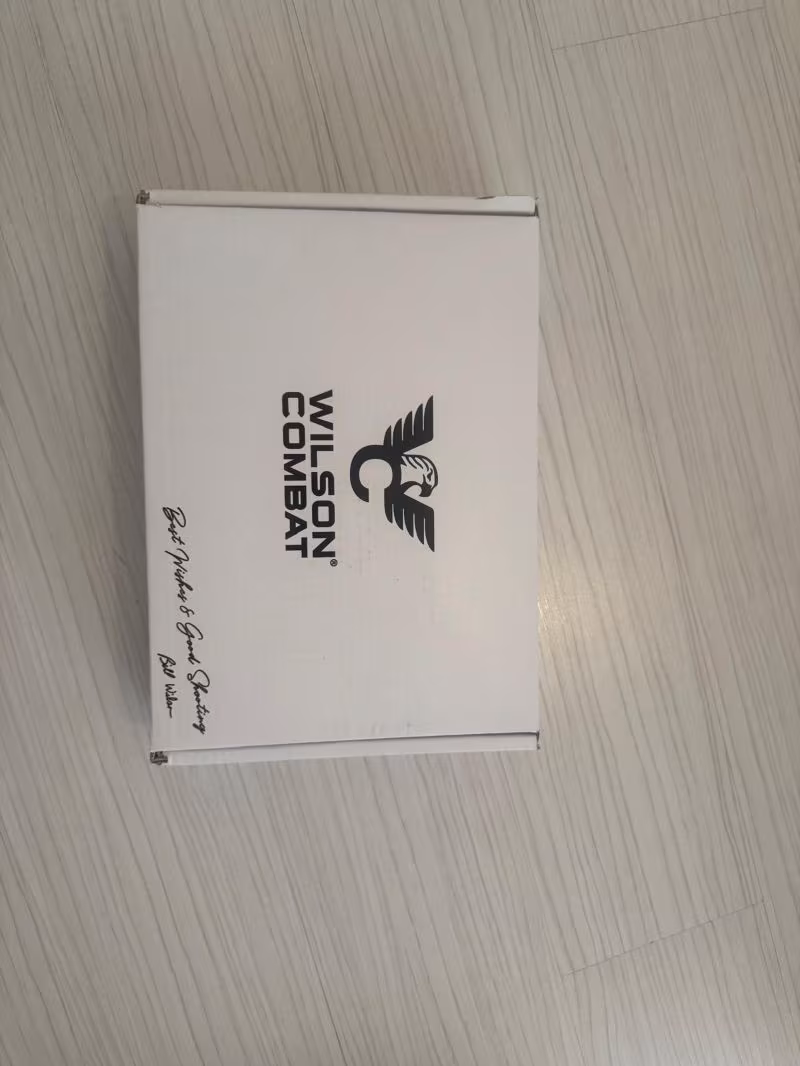 WILSON
COMBAT®
Best Wishes & Good Shooting
Bill Wilson